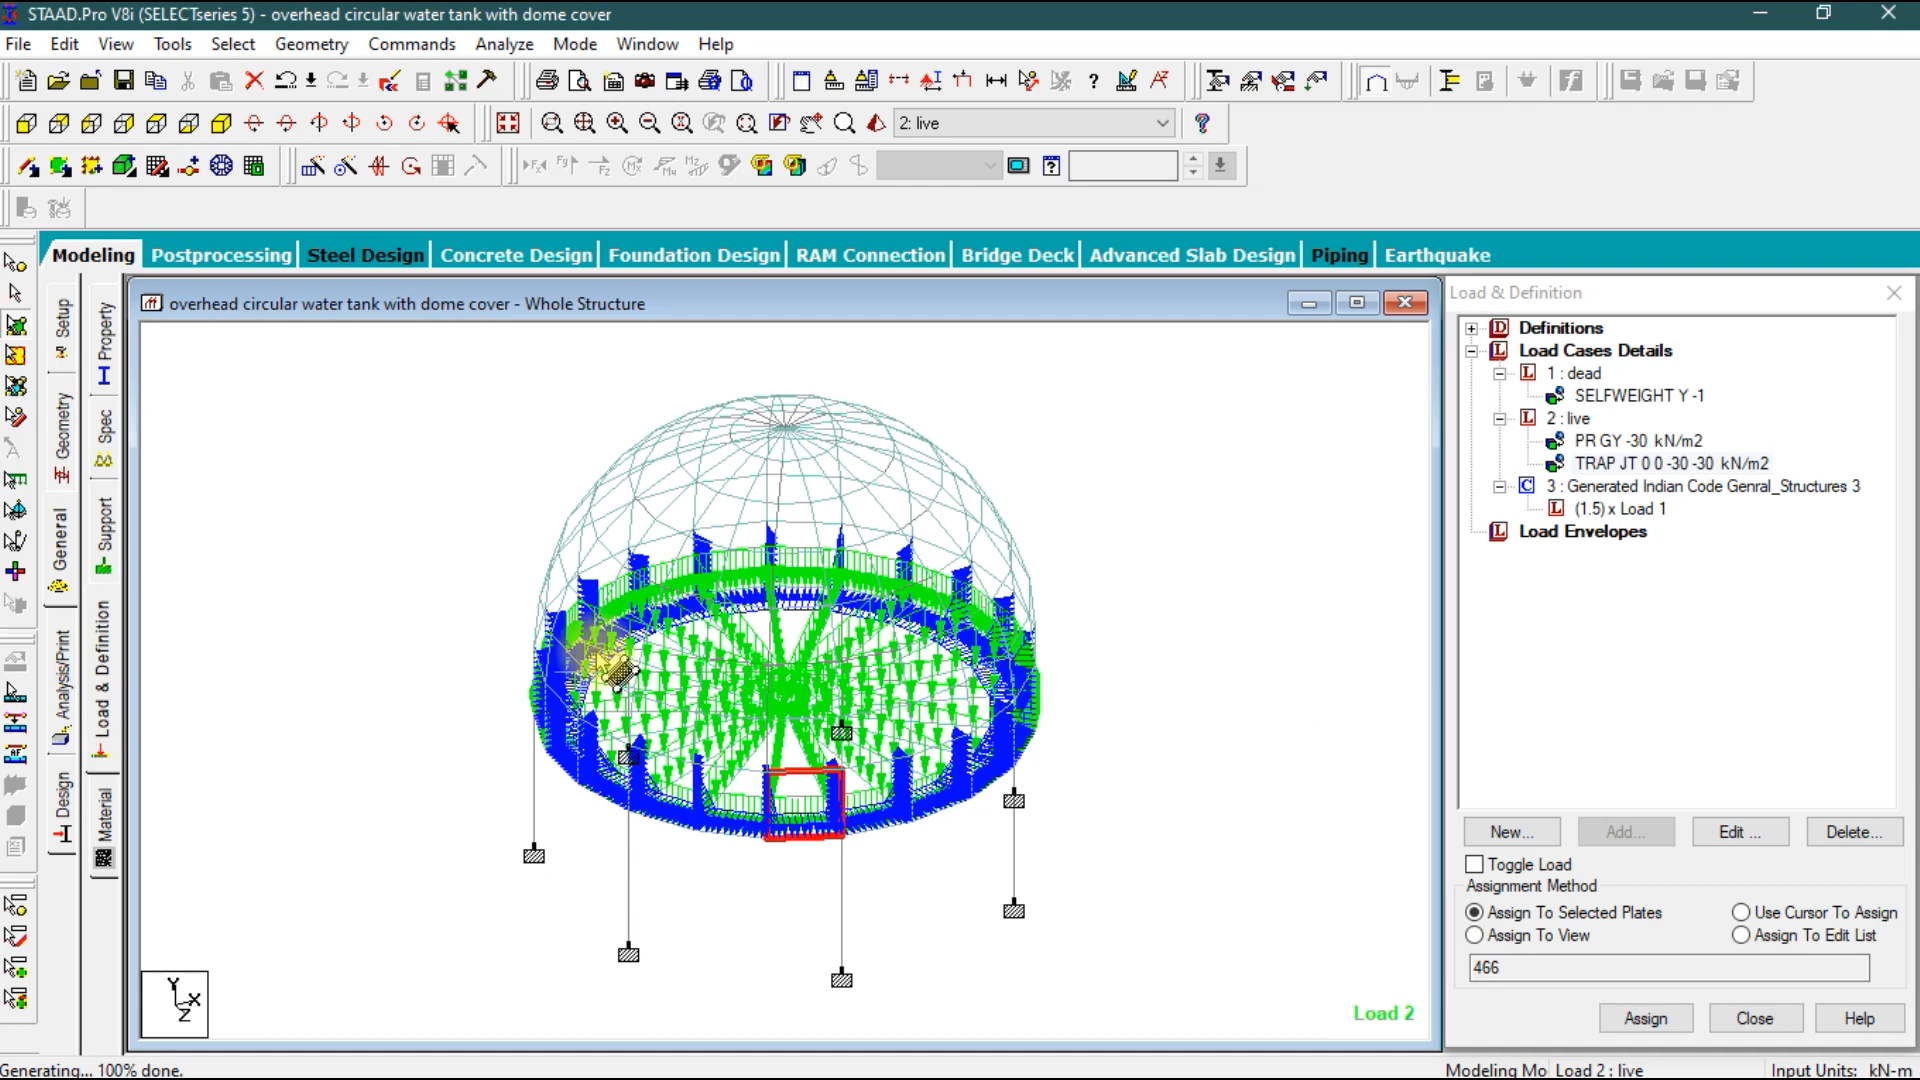 STAAD.Pro V8i (SELECTseries 5) - overhead circular water tank with dome cover
File Edit View Tools Select Geometry Commands Analyze Mode Window Help
2: live
Modeling Postprocessing Steel Design Concrete Design Foundation Design RAM Connection Bridge Deck Advanced Slab Design Piping Earthquake
Setup
Geometry
General
Analysis/Print
Design
Property
Spec
Support
Load & Definition
Material
overhead circular water tank with dome cover - Whole Structure
Y
X
Z
Load 2
Load & Definition
Definitions
Load Cases Details
1 : dead
SELFWEIGHT Y -1
2 : live
PR GY -30 kN/m2
TRAP JT 0 0 -30 -30 kN/m2
3 : Generated Indian Code Genral_Structures 3
(1.5) x Load 1
Load Envelopes
New... Add... Edit ... Delete...
Toggle Load
Assignment Method
Assign To Selected Plates Use Cursor To Assign
Assign To View Assign To Edit List
466
Assign Close Help
Generating... 100% done. Modeling Mo Load 2 : live Input Units: kN-m